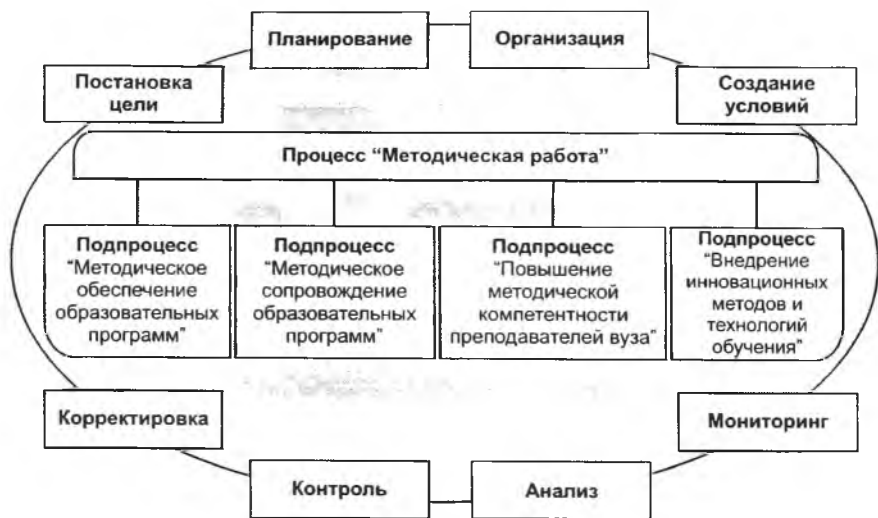 Планирование
Организация
Постановка
цели
Создание
условий
Процесс “Методическая работа”
Подпроцесс
“Методическое
обеспечение
образовательных
программ”
Подпроцесс
“Методическое
сопровождение
образовательных
программ”
Подпроцесс
“Повышение
методической
компетентности
преподавателей вуза”
Подпроцесс
“Внедрение
инновационных
методов и
технологий
обучения”
Корректировка
Мониторинг
Контроль
Анализ